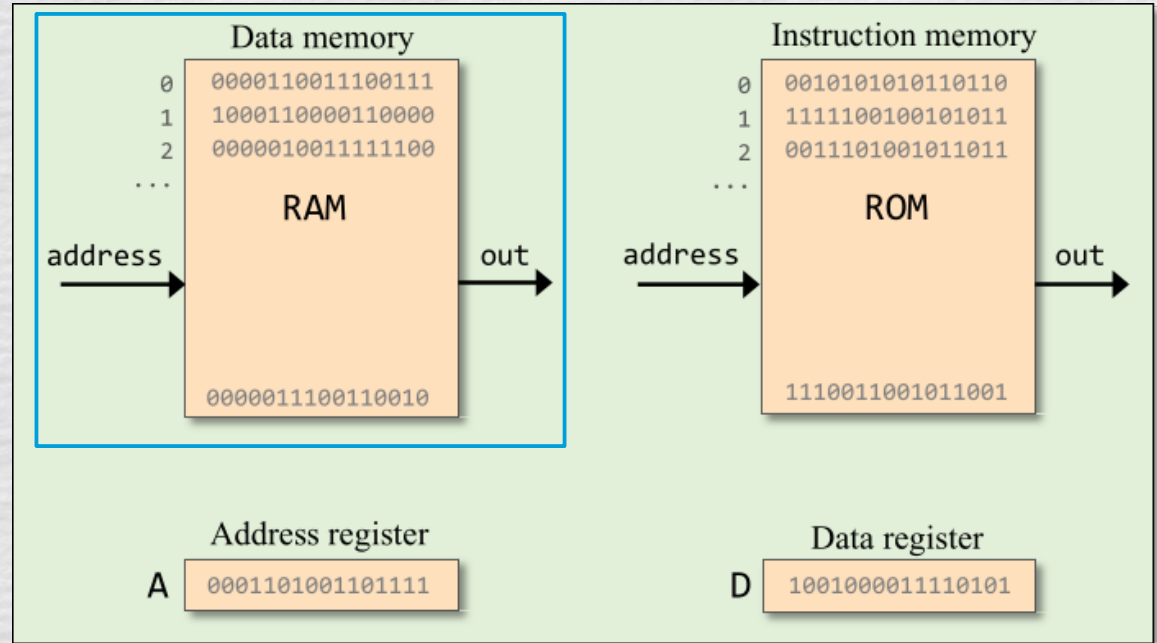 Data memory
0 0000110011100111
1 1000110000110000
2 0000010011111100
...
RAM
address
out
0000011100110010
Instruction memory
0 0010101010110110
1 1111100100101011
2 0011101001011011
...
ROM
address
out
1110011001011001
Address register
A 0001101001101111
Data register
D 1001000011110101